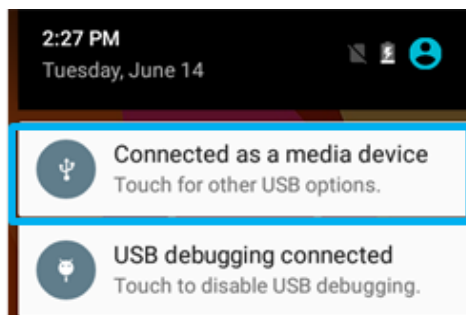 2:27 PM
Tuesday, June 14
Connected as a media device
Touch for other USB options.
USB debugging connected
Touch to disable USB debugging.